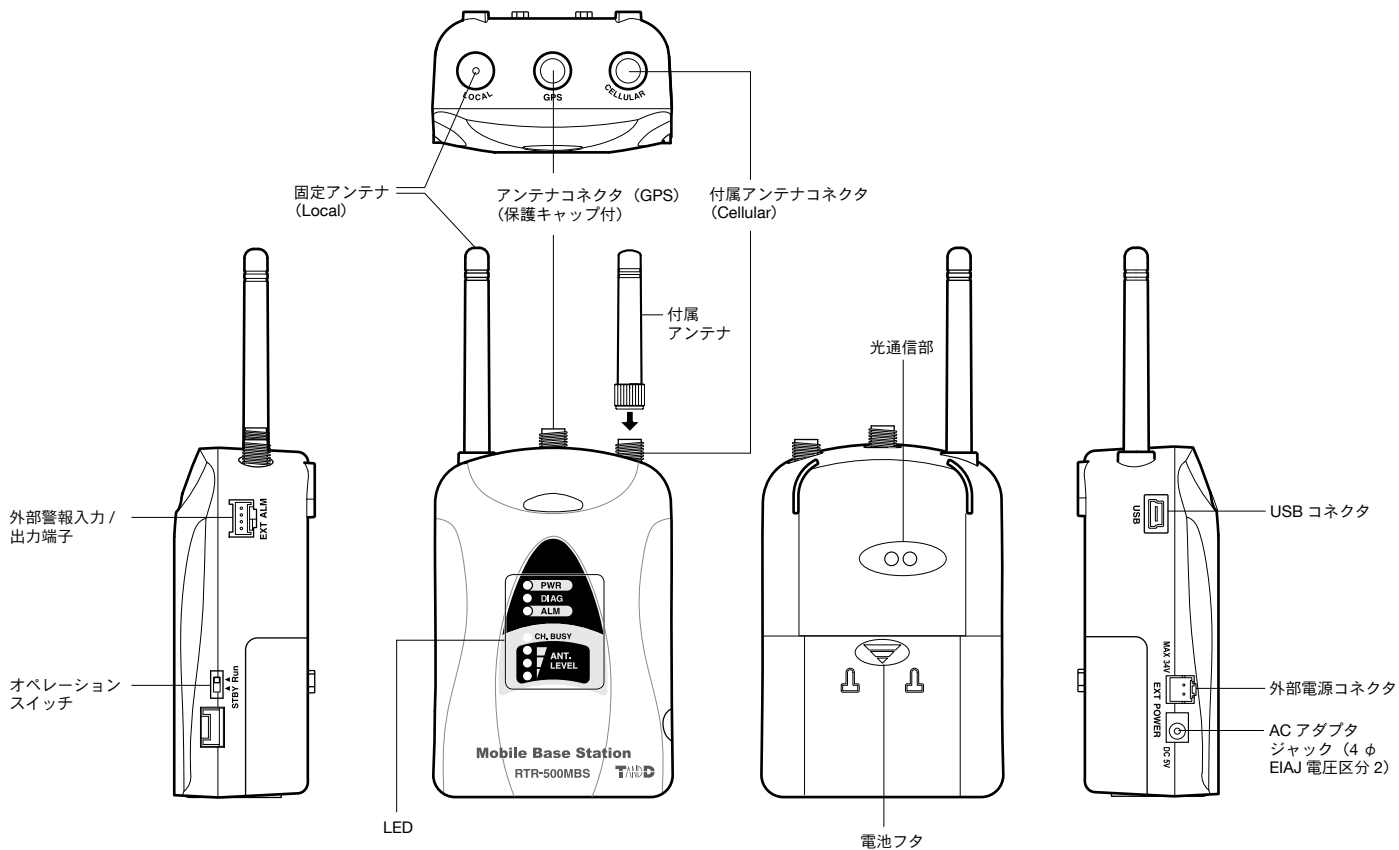 LOCAL
GPS
CELLULAR
固定アンテナ
(Local)
アンテナコネクタ (GPS)
(保護キャップ付)
付属アンテナコネクタ
(Cellular)
付属
アンテナ
光通信部
外部警報入力 /
出力端子
EXT ALM
オペレーション
スイッチ
STBY Run
PWR
DIAG
ALM
CH. BUSY
ANT.
LEVEL
Mobile Base Station
RTR-500MBS
TANDD
LED
電池フタ
USB
USB コネクタ
MAX 34V
EXT POWER
DC 5V
外部電源コネクタ
AC アダプタ
ジャック (4 φ
EIAJ 電圧区分 2)